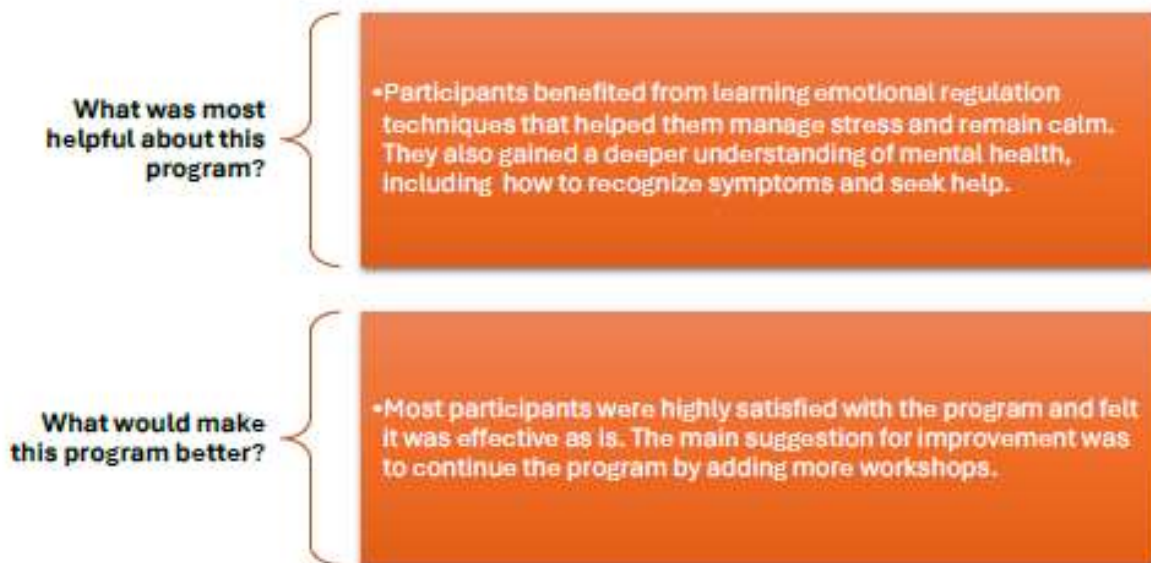 What was most
helpful about this
program?
•Participants benefited from learning emotional regulation
techniques that helped them manage stress and remain calm.
They also gained a deeper understanding of mental health,
including how to recognize symptoms and seek help.
What would make
this program better?
•Most participants were highly satisfied with the program and felt
it was effective as is. The main suggestion for improvement was
to continue the program by adding more workshops.